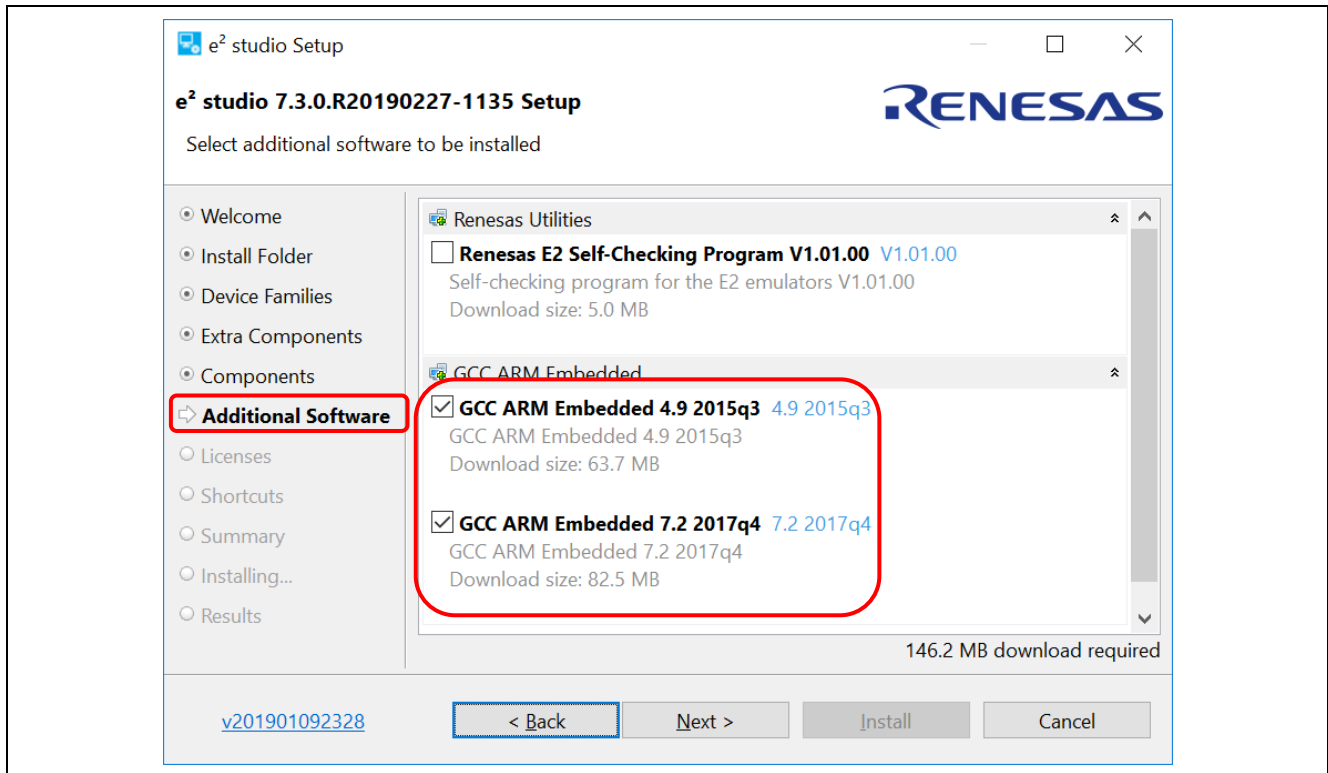 e² studio Setup
e² studio 7.3.0.R20190227-1135 Setup
RENESAS
Select additional software to be installed
Welcome
Install Folder
Device Families
Extra Components
Components
Additional Software
Licenses
Shortcuts
Summary
Installing...
Results
Renesas Utilities
Renesas E2 Self-Checking Program V1.01.00 V1.01.00
Self-checking program for the E2 emulators V1.01.00
Download size: 5.0 MB
GCC ARM Embedded
GCC ARM Embedded 4.9 2015q3 4.9 2015q3
GCC ARM Embedded 4.9 2015q3
Download size: 63.7 MB
GCC ARM Embedded 7.2 2017q4 7.2 2017q4
GCC ARM Embedded 7.2 2017q4
Download size: 82.5 MB
146.2 MB download required
v201901092328
< Back
Next >
Install
Cancel